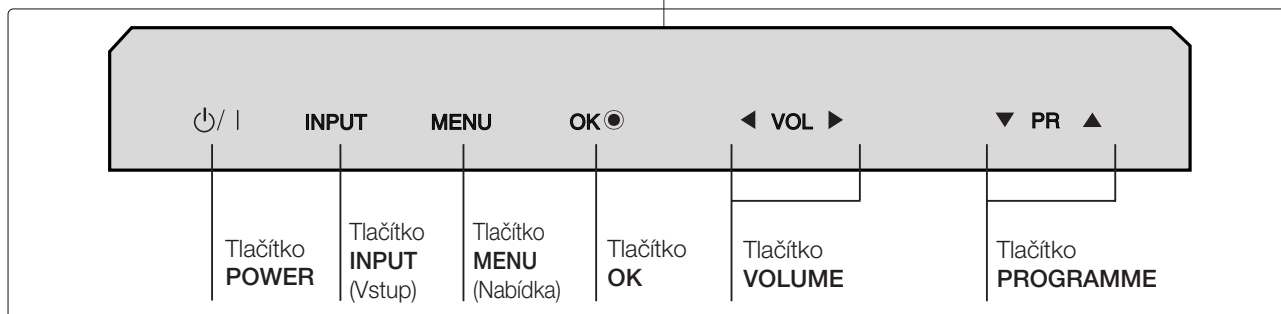 ⏻/ I INPUT MENU OK◉ ◀ VOL ▶ ▼ PR ▲
Tlačítko
POWER
Tlačítko
INPUT
(Vstup)
Tlačítko
MENU
(Nabídka)
Tlačítko
OK
Tlačítko
VOLUME
Tlačítko
PROGRAMME